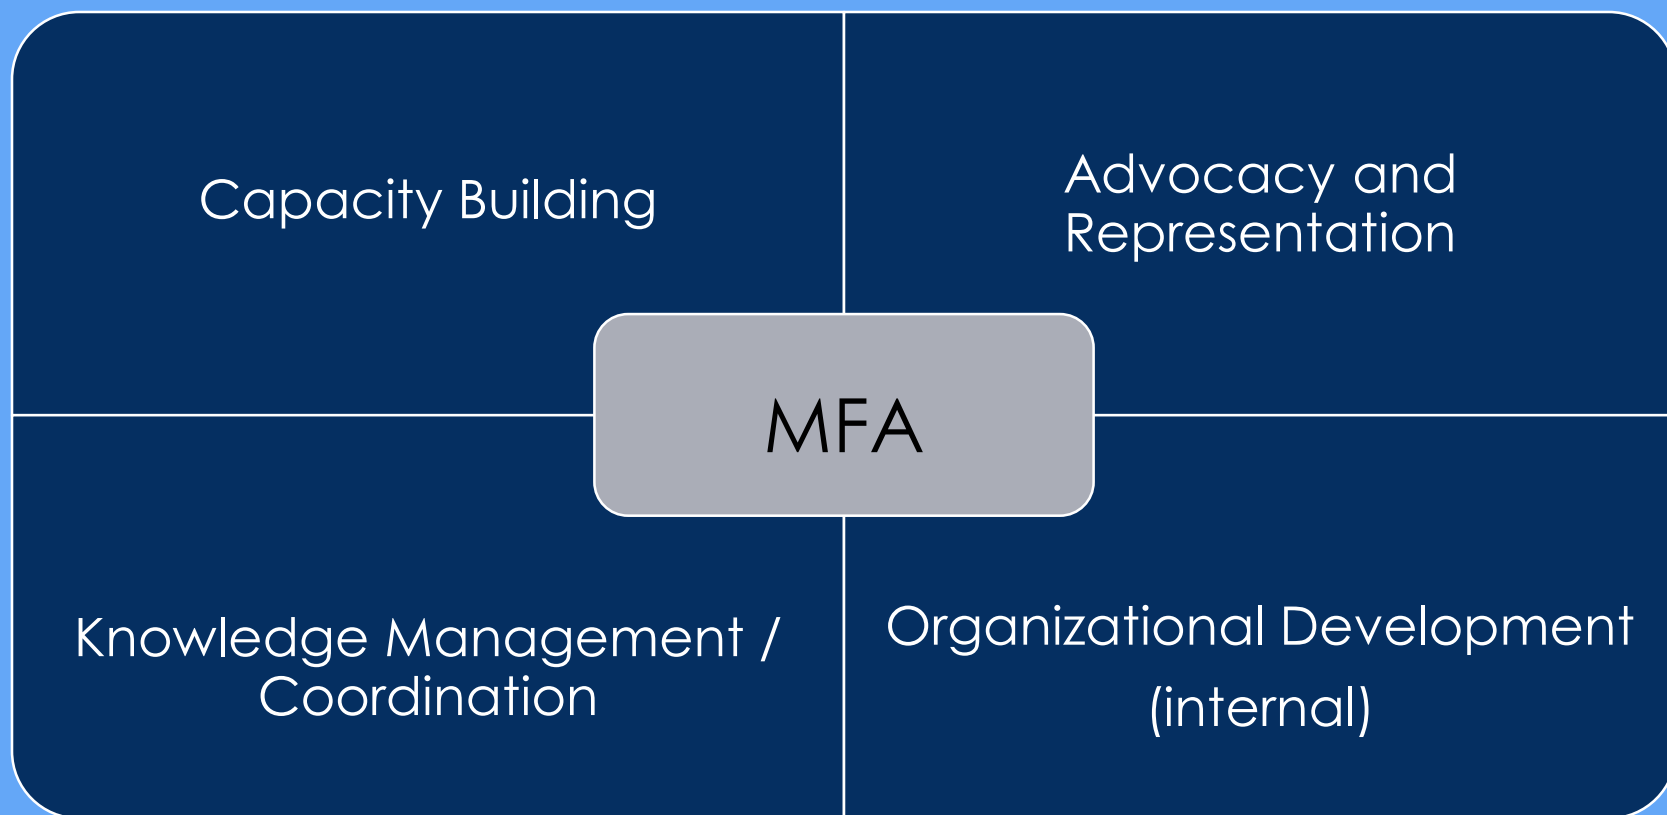 Capacity Building
Advocacy and
Representation
MFA
Knowledge Management /
Coordination
Organizational Development
(internal)